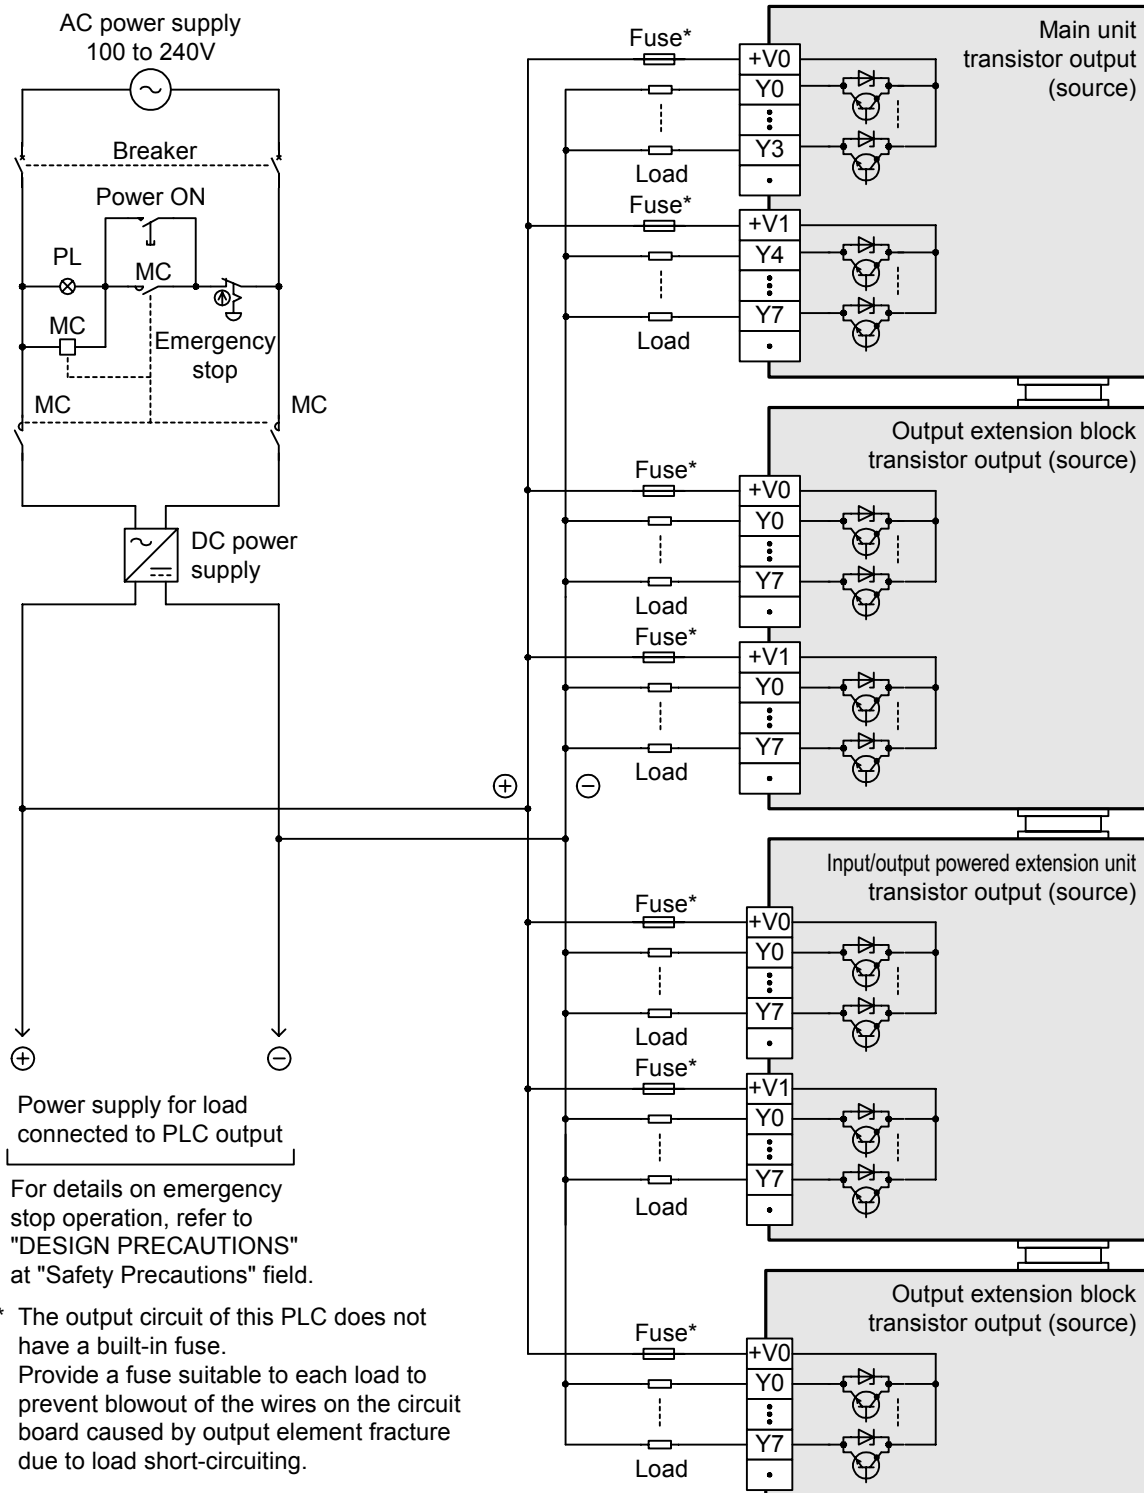 AC power supply
100 to 240V
Breaker
Power ON
PL
MC
MC
Emergency
stop
MC
MC
DC power
supply
Power supply for load
connected to PLC output
For details on emergency
stop operation, refer to
"DESIGN PRECAUTIONS"
at "Safety Precautions" field.
* The output circuit of this PLC does not
have a built-in fuse.
Provide a fuse suitable to each load to
prevent blowout of the wires on the circuit
board caused by output element fracture
due to load short-circuiting.
Main unit
transistor output
(source)
Fuse*
+V0
Y0
Y3
Load
Fuse*
+V1
Y4
Y7
Load
Output extension block
transistor output (source)
Fuse*
+V0
Y0
Y7
Load
Fuse*
+V1
Y0
Y7
Load
Input/output powered extension unit
transistor output (source)
Fuse*
+V0
Y0
Y7
Load
Fuse*
+V1
Y0
Y7
Load
Output extension block
transistor output (source)
Fuse*
+V0
Y0
Y7
Load